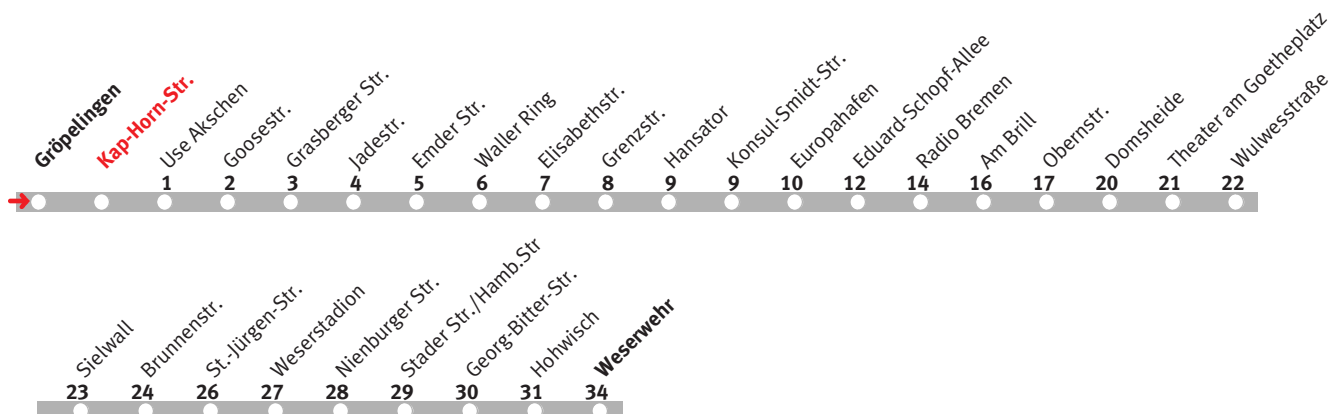 Gröpelingen
Kap-Horn-Str.
Use Akschen
1
Goosestr.
2
Grasberger Str.
3
Jadestr.
4
Emder Str.
5
Waller Ring
6
Elisabethstr.
7
Grenzstr.
8
Hansator
9
Konsul-Smidt-Str.
9
Europahafen
10
Eduard-Schopf-Allee
12
Radio Bremen
14
Am Brill
16
Obernstr.
17
Domsheide
20
Theater am Goetheplatz
21
Wulwesstraße
22
Sielwall
23
Brunnenstr.
24
St.-Jürgen-Str.
26
Weserstadion
27
Nienburger Str.
28
Stader Str./Hamb.Str
29
Georg-Bitter-Str.
30
Hohwisch
31
Weserwehr
34